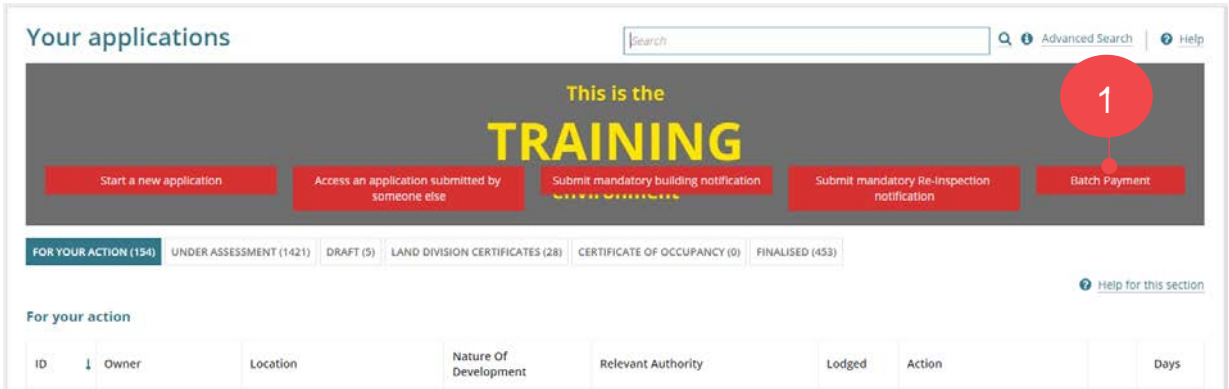 Your applications
Search
Advanced Search
Help
This is the
TRAINING
environment
1
Start a new application
Access an application submitted by
someone else
Submit mandatory building notification
Submit mandatory Re-Inspection
notification
Batch Payment
FOR YOUR ACTION (154)
UNDER ASSESSMENT (1421)
DRAFT (5)
LAND DIVISION CERTIFICATES (28)
CERTIFICATE OF OCCUPANCY (0)
FINALISED (453)
Help for this section
For your action
ID
Owner
Location
Nature Of
Development
Relevant Authority
Lodged
Action
Days